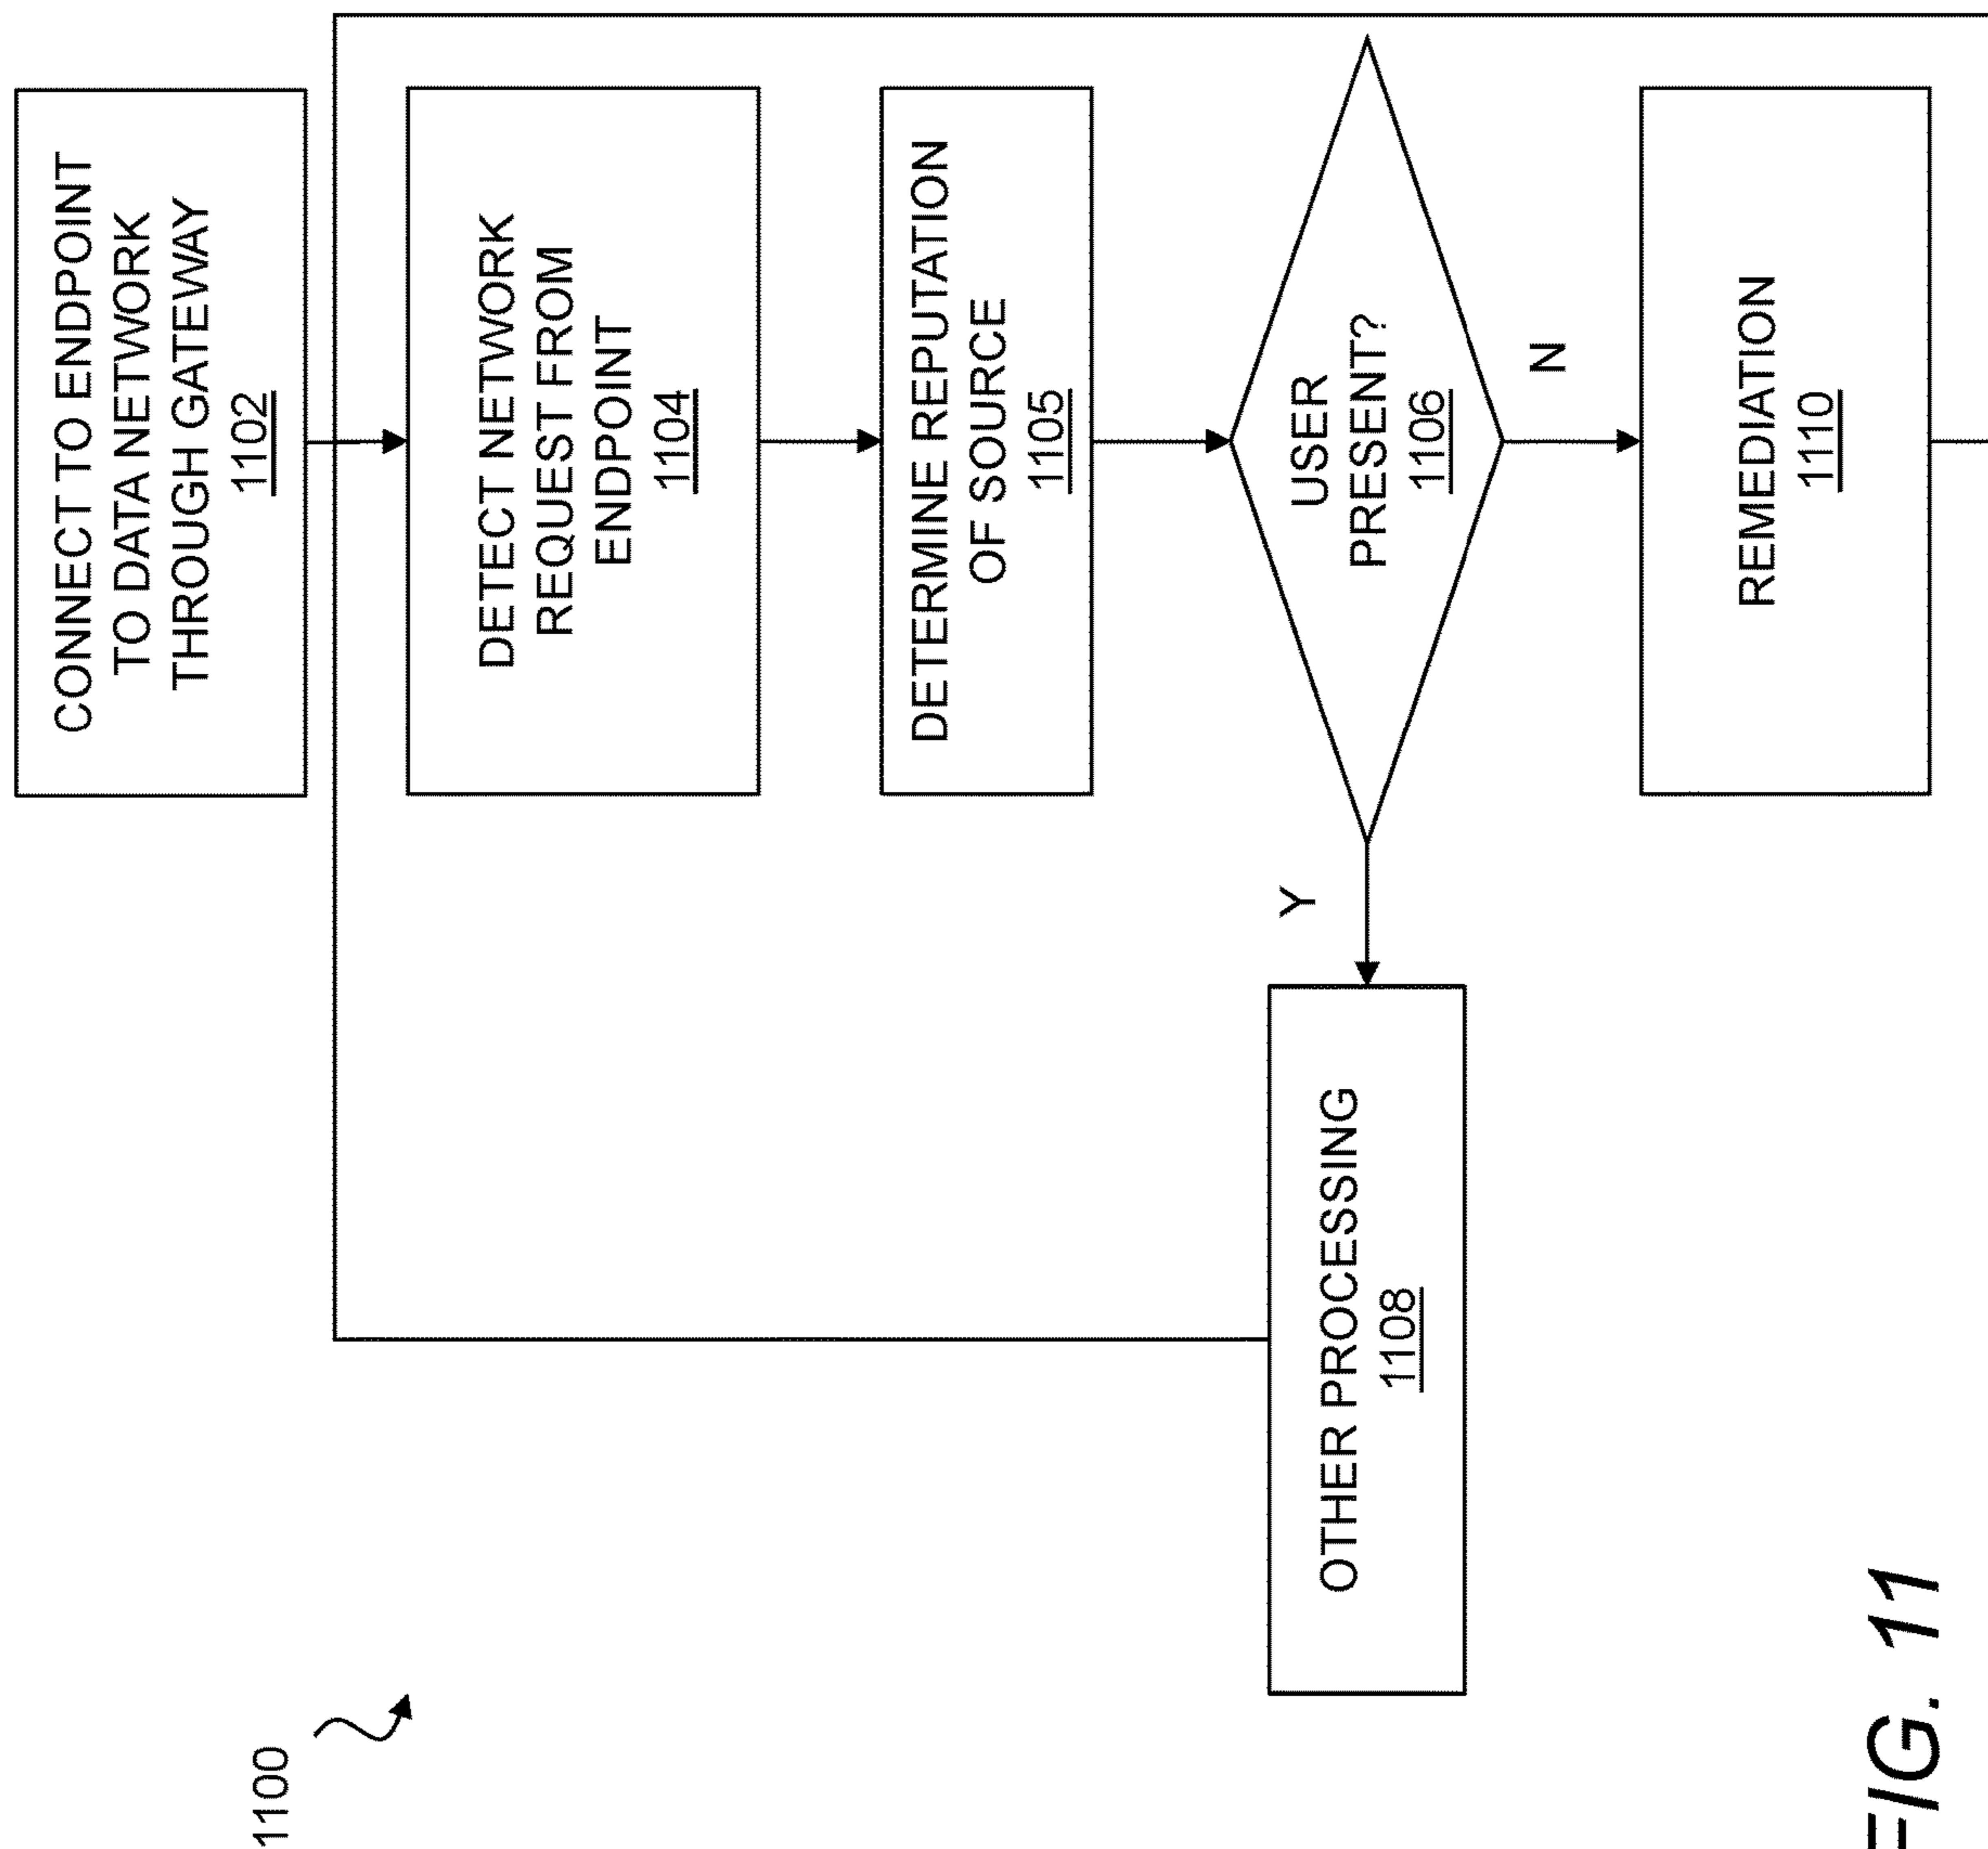 1100
CONNECT TO ENDPOINT
TO DATA NETWORK
THROUGH GATEWAY
1102
DETECT NETWORK
REQUEST FROM
ENDPOINT
1104
DETERMINE REPUTATION
OF SOURCE
1105
USER
PRESENT?
1106
Y
N
OTHER PROCESSING
1108
REMEDIATION
1110
FIG. 11